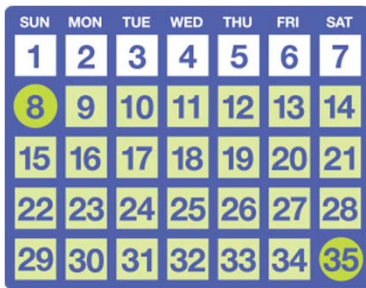 SUN MON TUE WED THU FRI SAT
1 2 3 4 5 6 7
8 9 10 11 12 13 14
15 16 17 18 19 20 21
22 23 24 25 26 27 28
29 30 31 32 33 34 35